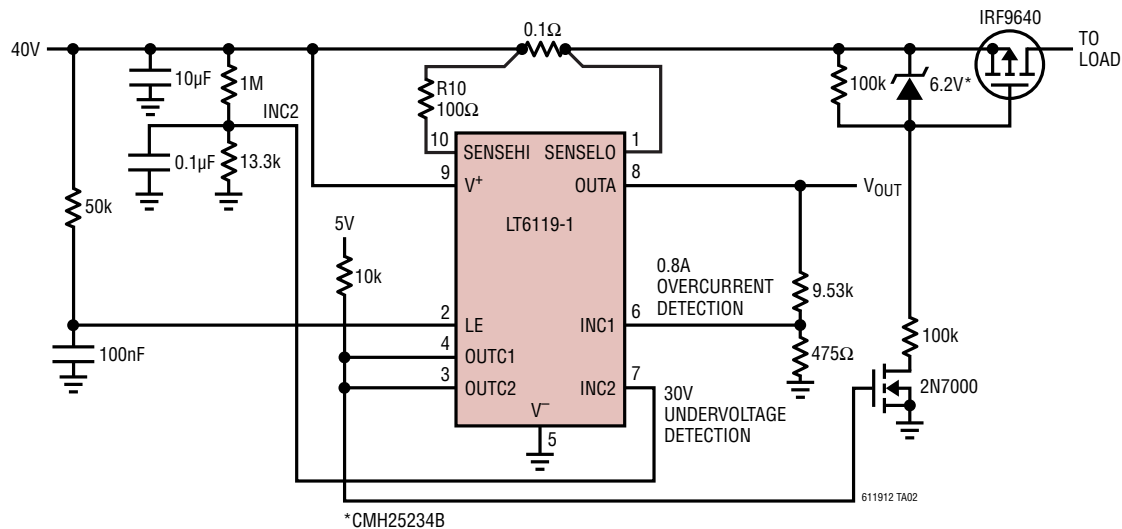 IRF9640
0.1Ω
40V
TO
LOAD
10µF
1M
R10
100Ω
100k
6.2V*
INC2
10
1
SENSEHI
SENSELO
0.1µF
13.3k
9
8
V+
OUTA
VOUT
50k
LT6119-1
5V
10k
0.8A
OVERCURRENT
DETECTION
9.53k
2
6
LE
INC1
100k
100nF
4
OUTC1
475Ω
3
7
OUTC2
INC2
2N7000
30V
UNDERVOLTAGE
DETECTION
V–
5
611912 TA02
*CMH25234B